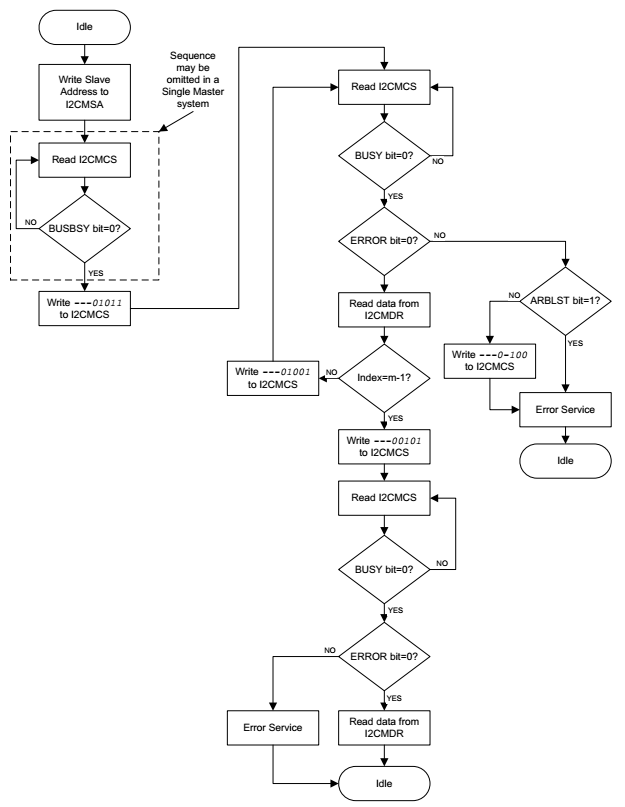 Idle
Write Slave
Address to
I2CMSA
Sequence
may be
omitted in a
Single Master
system
Read I2CMCS
BUSBSY bit=0?
NO
YES
Write ---01011
to I2CMCS
Read I2CMCS
BUSY bit=0?
NO
YES
ERROR bit=0?
NO
YES
Read data from
I2CMDR
ARBLST bit=1?
NO
YES
Write ---0-100
to I2CMCS
Error Service
Idle
Index=m-1?
NO
Write ---01001
to I2CMCS
YES
Write ---00101
to I2CMCS
Read I2CMCS
BUSY bit=0?
NO
YES
ERROR bit=0?
NO
YES
Error Service
Read data from
I2CMDR
Idle